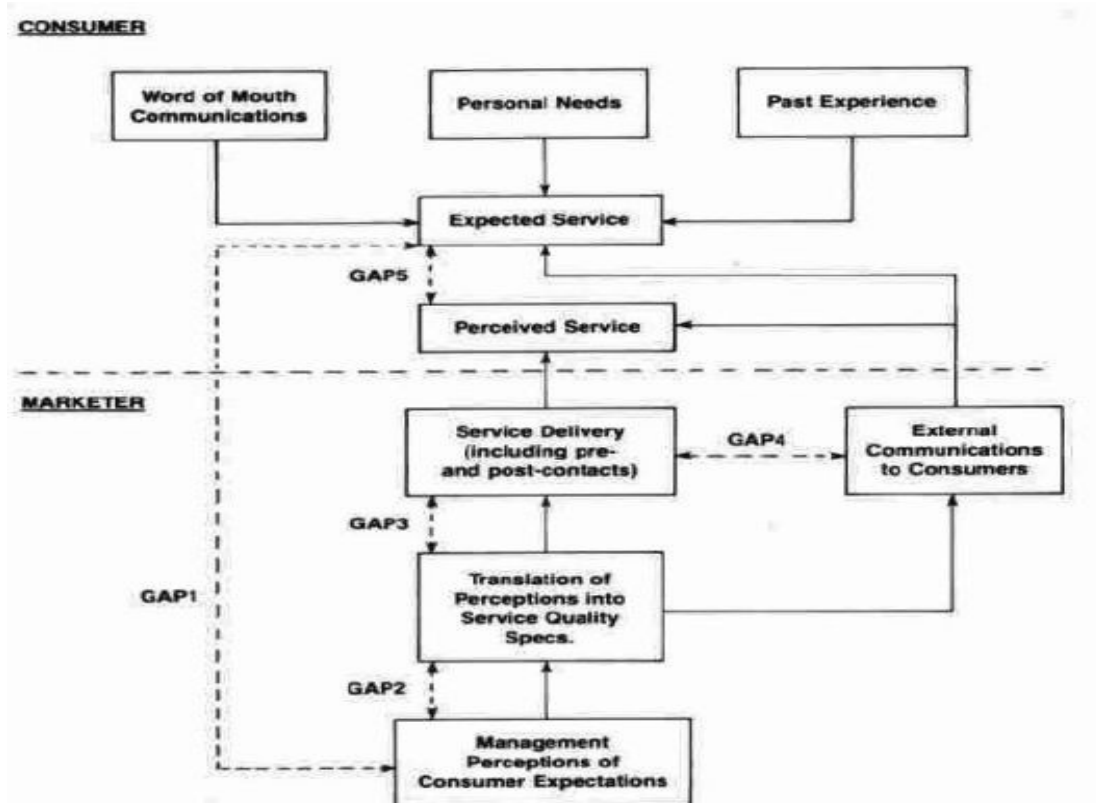 CONSUMER
Word of Mouth
Communications
Personal Needs
Past Experience
Expected Service
GAP5
Perceived Service
MARKETER
Service Delivery
(including pre-
and post-contacts)
GAP4
External
Communications
to Consumers
GAP3
Translation of
Perceptions into
Service Quality
Specs.
GAP1
GAP2
Management
Perceptions of
Consumer Expectations